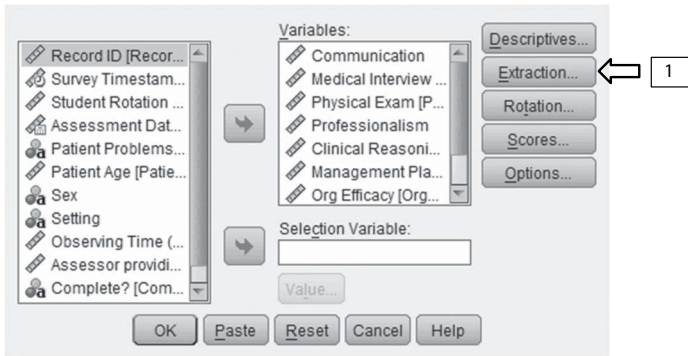 Variables:
Record ID [Recor...
Survey Timestam...
Student Rotation ...
Assessment Dat...
Patient Problems...
Patient Age [Patie...
Sex
Setting
Observing Time (...
Assessor providi...
Complete? [Com...
Communication
Medical Interview ...
Physical Exam [P...
Professionalism
Clinical Reasoni...
Management Pla...
Org Efficacy [Org...
Selection Variable:
Value...
Descriptives...
Extraction...
1
Rotation...
Scores...
Options...
OK Paste Reset Cancel Help